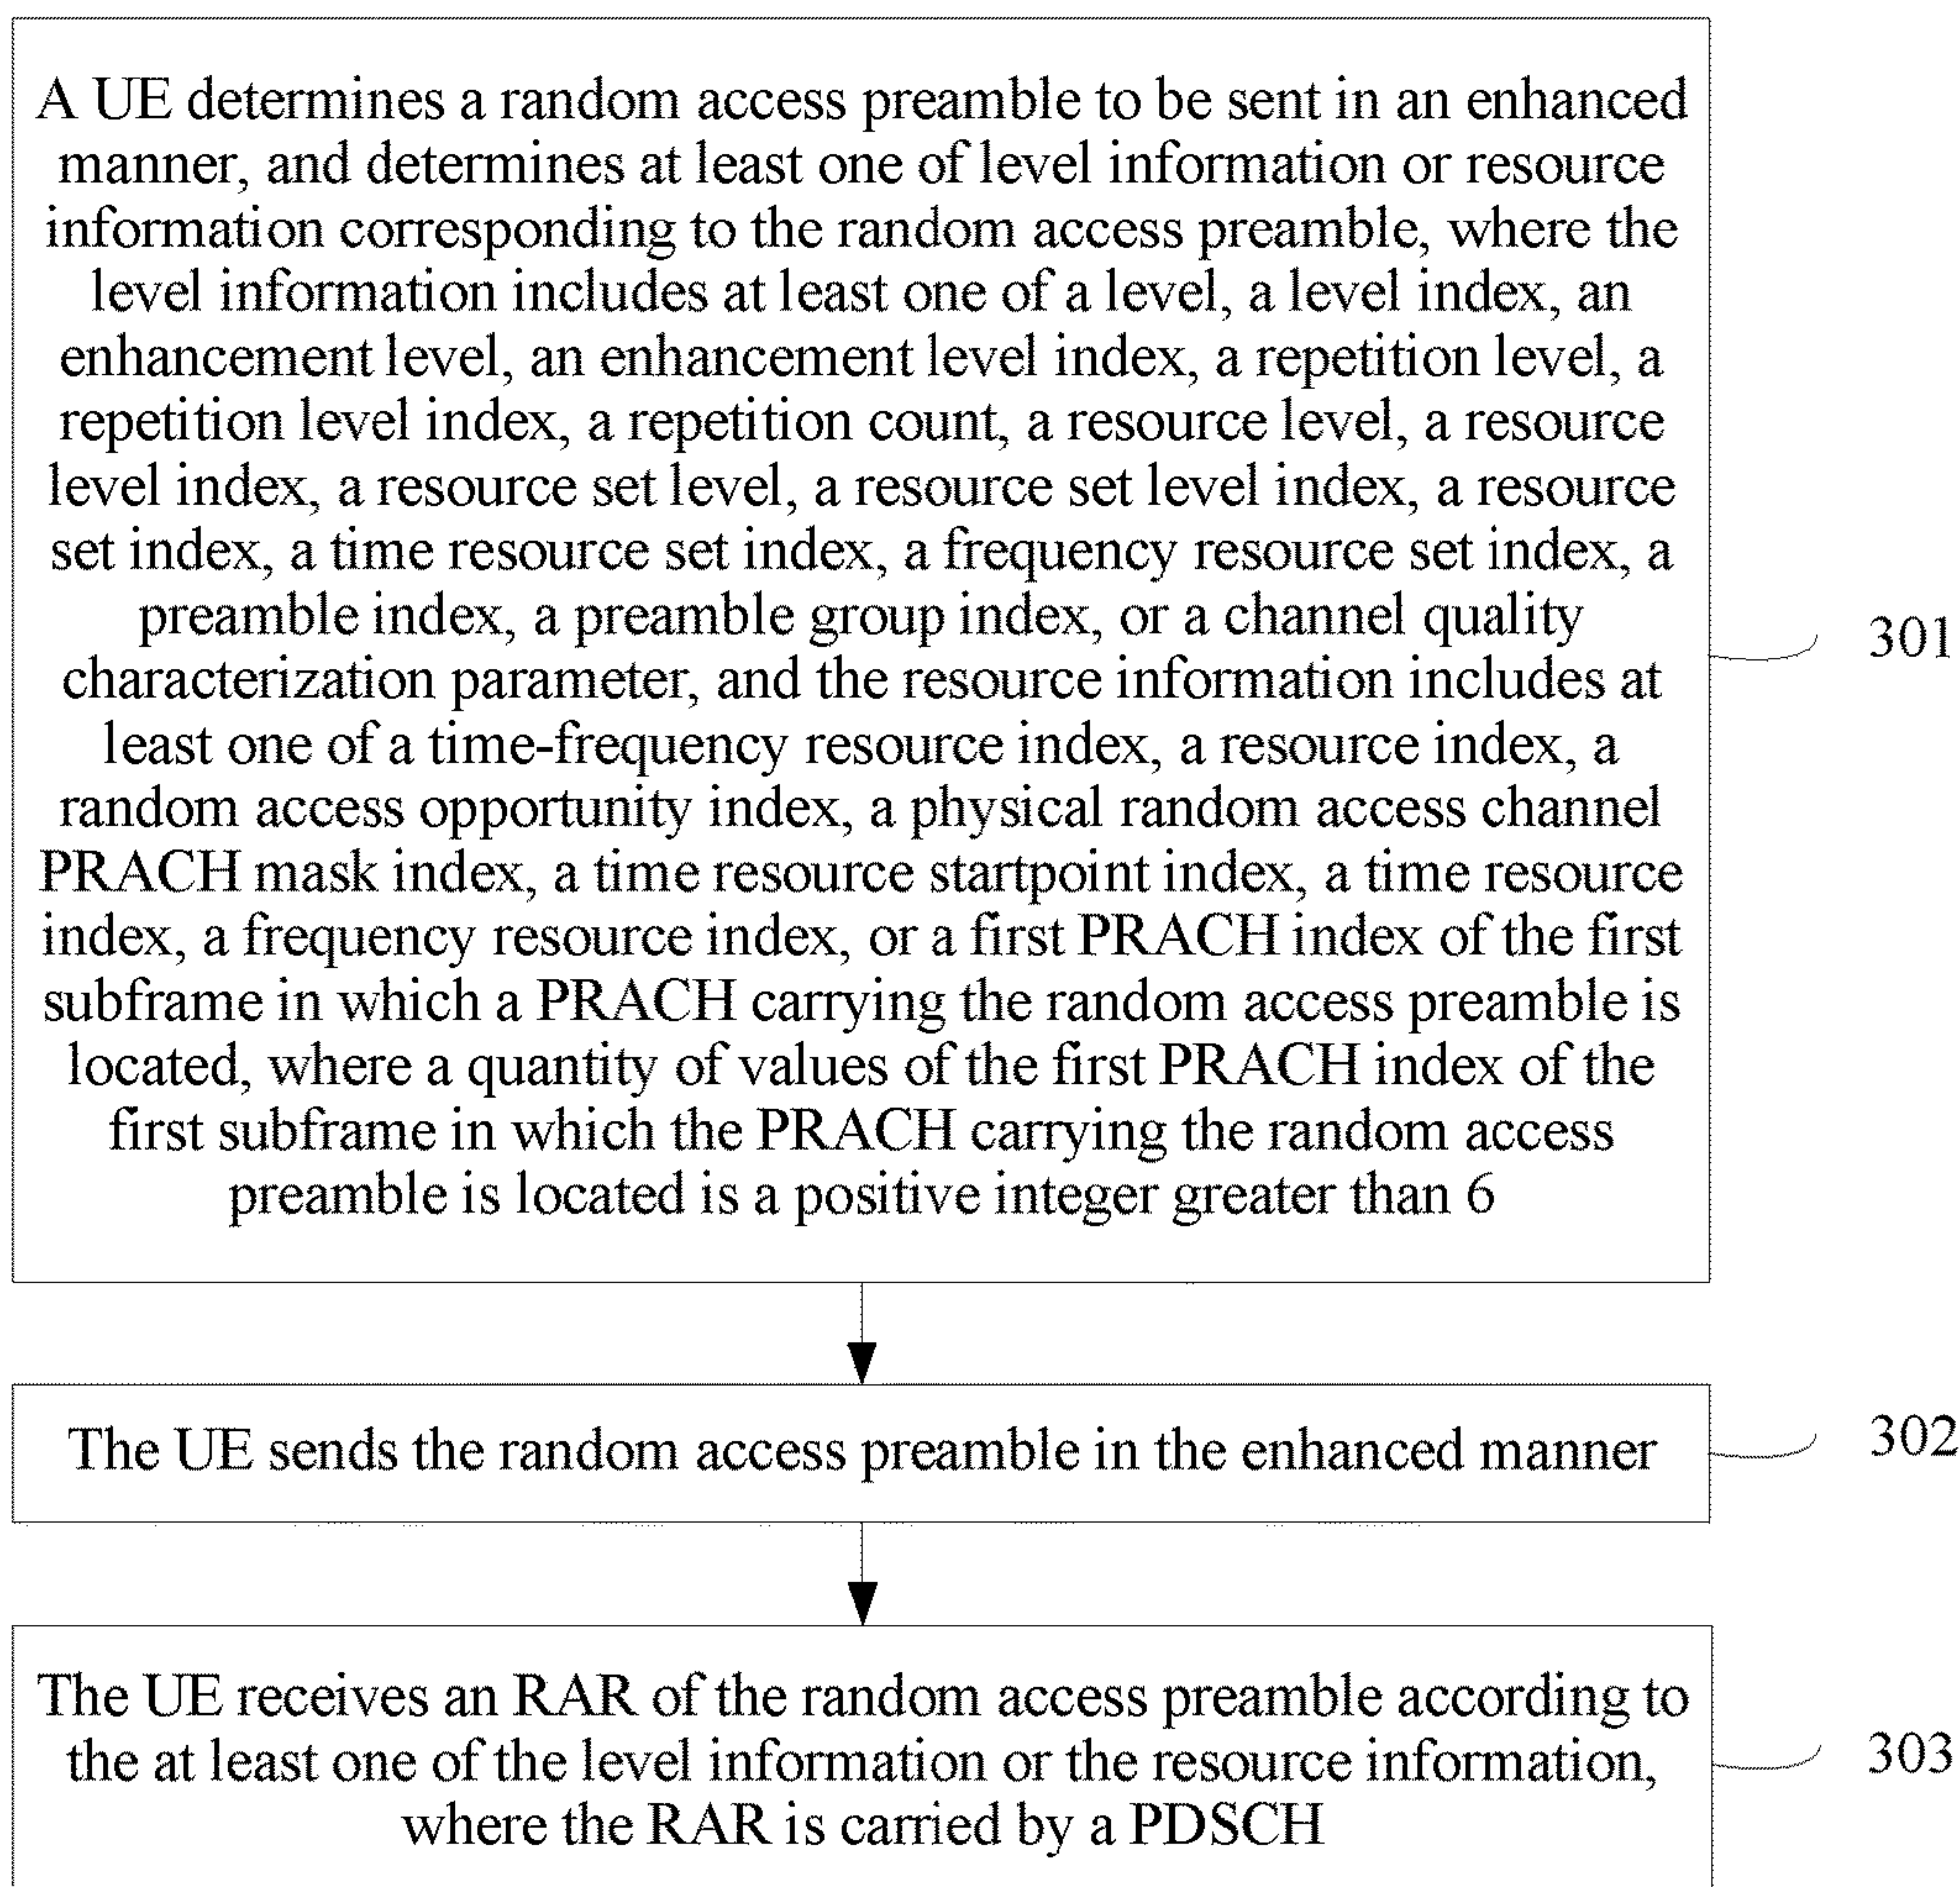 A UE determines a random access preamble to be sent in an enhanced
manner, and determines at least one of level information or resource
information corresponding to the random access preamble, where the
level information includes at least one of a level, a level index, an
enhancement level, an enhancement level index, a repetition level, a
repetition level index, a repetition count, a resource level, a resource
level index, a resource set level, a resource set level index, a resource
set index, a time resource set index, a frequency resource set index, a
preamble index, a preamble group index, or a channel quality
characterization parameter, and the resource information includes at
least one of a time-frequency resource index, a resource index, a
random access opportunity index, a physical random access channel
PRACH mask index, a time resource startpoint index, a time resource
index, a frequency resource index, or a first PRACH index of the first
subframe in which a PRACH carrying the random access preamble is
located, where a quantity of values of the first PRACH index of the
first subframe in which the PRACH carrying the random access
preamble is located is a positive integer greater than 6
301
The UE sends the random access preamble in the enhanced manner
302
The UE receives an RAR of the random access preamble according to
the at least one of the level information or the resource information,
where the RAR is carried by a PDSCH
303